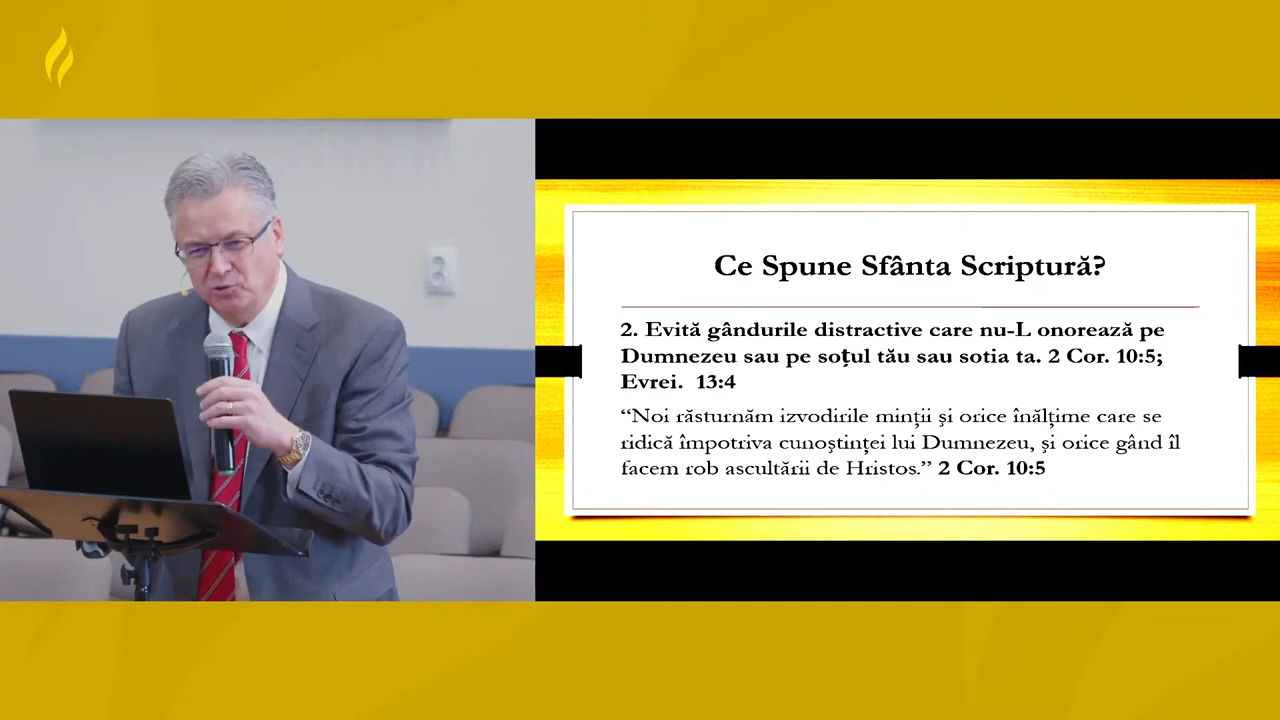 Ce Spune Sfânta Scriptură?
2. Evită gândurile distractive care nu-L onorează pe
Dumnezeu sau pe soțul tău sau sotia ta. 2 Cor. 10:5;
Evrei.  13:4
“Noi răsturnăm izvodirile minţii şi orice înălţime care se
ridică împotriva cunoştinţei lui Dumnezeu, şi orice gând îl
facem rob ascultării de Hristos.” 2 Cor. 10:5